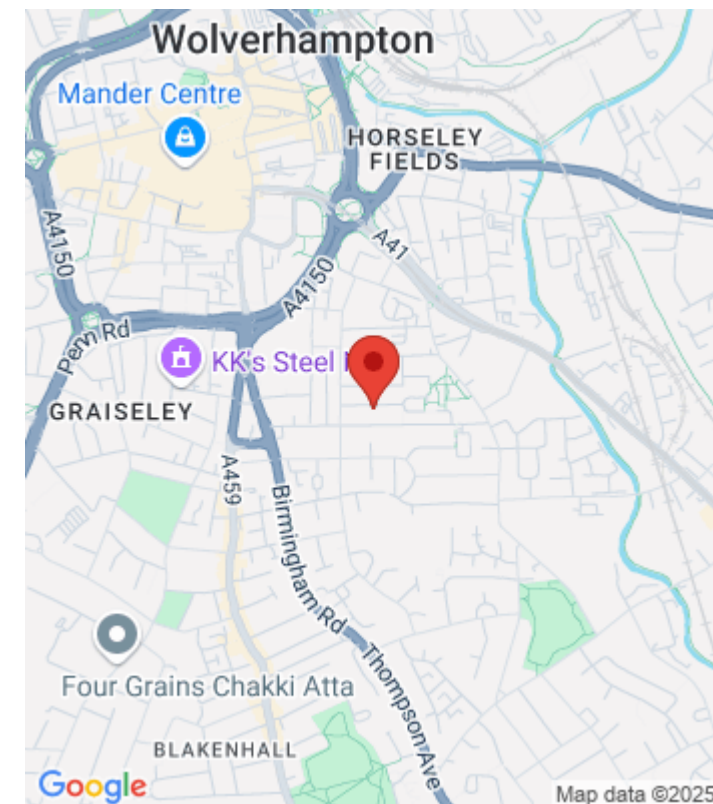 Wolverhampton
Mander Centre
HORSELEY
FIELDS
A4150
A41
A4150
Penn Rd
KK's Steel
GRAISELEY
A459
Birmingham Rd
Four Grains Chakki Atta
Thompson Ave
BLAKENHALL
Google
Map data ©2025